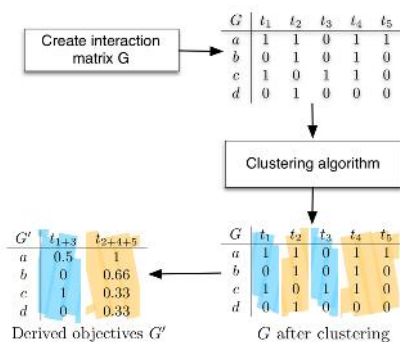 Create interaction
matrix G
G t₁ t₂ t₃ t₄ t₅
a 1 1 0 1 1
b 0 1 0 1 0
c 1 0 1 1 0
d 0 1 0 0 0
Clustering algorithm
G t₁ t₂ t₃ t₄ t₅
a 1 1 0 1 1
b 0 1 0 1 0
c 1 0 1 1 0
d 0 1 0 0 0
G after clustering
G′ t₁₊₃ t₂₊₄₊₅
a 0.5 1
b 0 0.66
c 1 0.33
d 0 0.33
Derived objectives G′